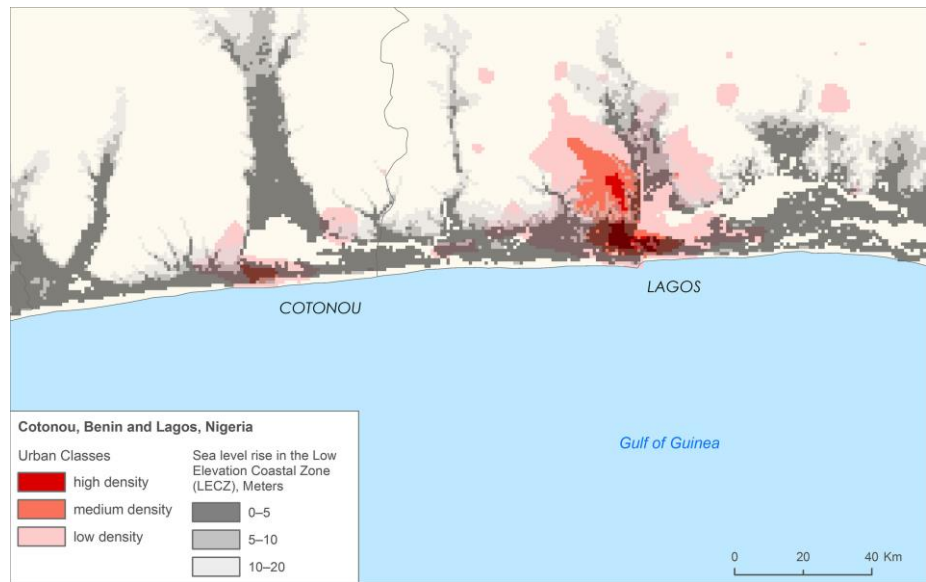 COTONOU
LAGOS
Gulf of Guinea
Cotonou, Benin and Lagos, Nigeria
Urban Classes
high density
medium density
low density
Sea level rise in the Low
Elevation Coastal Zone
(LECZ), Meters
0–5
5–10
10–20
0 20 40 Km